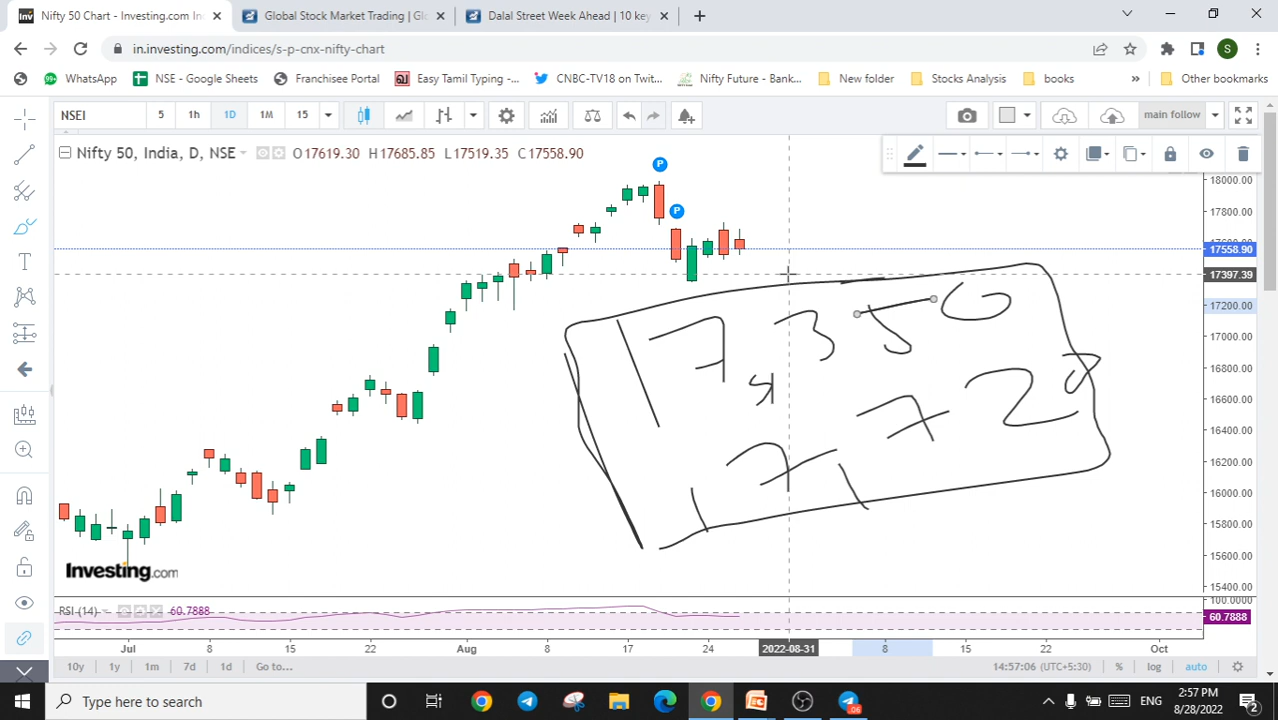 Nifty 50 Chart - Investing.com In
Global Stock Market Trading | Glo
Dalal Street Week Ahead | 10 key
in.investing.com/indices/s-p-cnx-nifty-chart
S
WhatsApp
NSE - Google Sheets
Franchisee Portal
Easy Tamil Typing -...
CNBC-TV18 on Twit...
Nifty Future - Bank...
New folder
Stocks Analysis
books
»
Other bookmarks
NSEI
5
1h
1D
1M
15
main follow
Nifty 50, India, D, NSE
O17619.30 H17685.85 L17519.35 C17558.90
P
P
18000.00
17800.00
17558.90
17397.39
17200.00
17000.00
16800.00
16600.00
16400.00
16200.00
16000.00
15800.00
15600.00
15400.00
17350
17,728
Investing.com
RSI (14)
60.7888
100.0000
60.7888
Jul
8
15
22
Aug
8
17
24
2022-08-31
8
15
22
Oct
10y
1y
1m
7d
1d
Go to...
14:57:06 (UTC+5:30)
%
log
auto
Type here to search
06
ENG
2:57 PM
8/28/2022
2